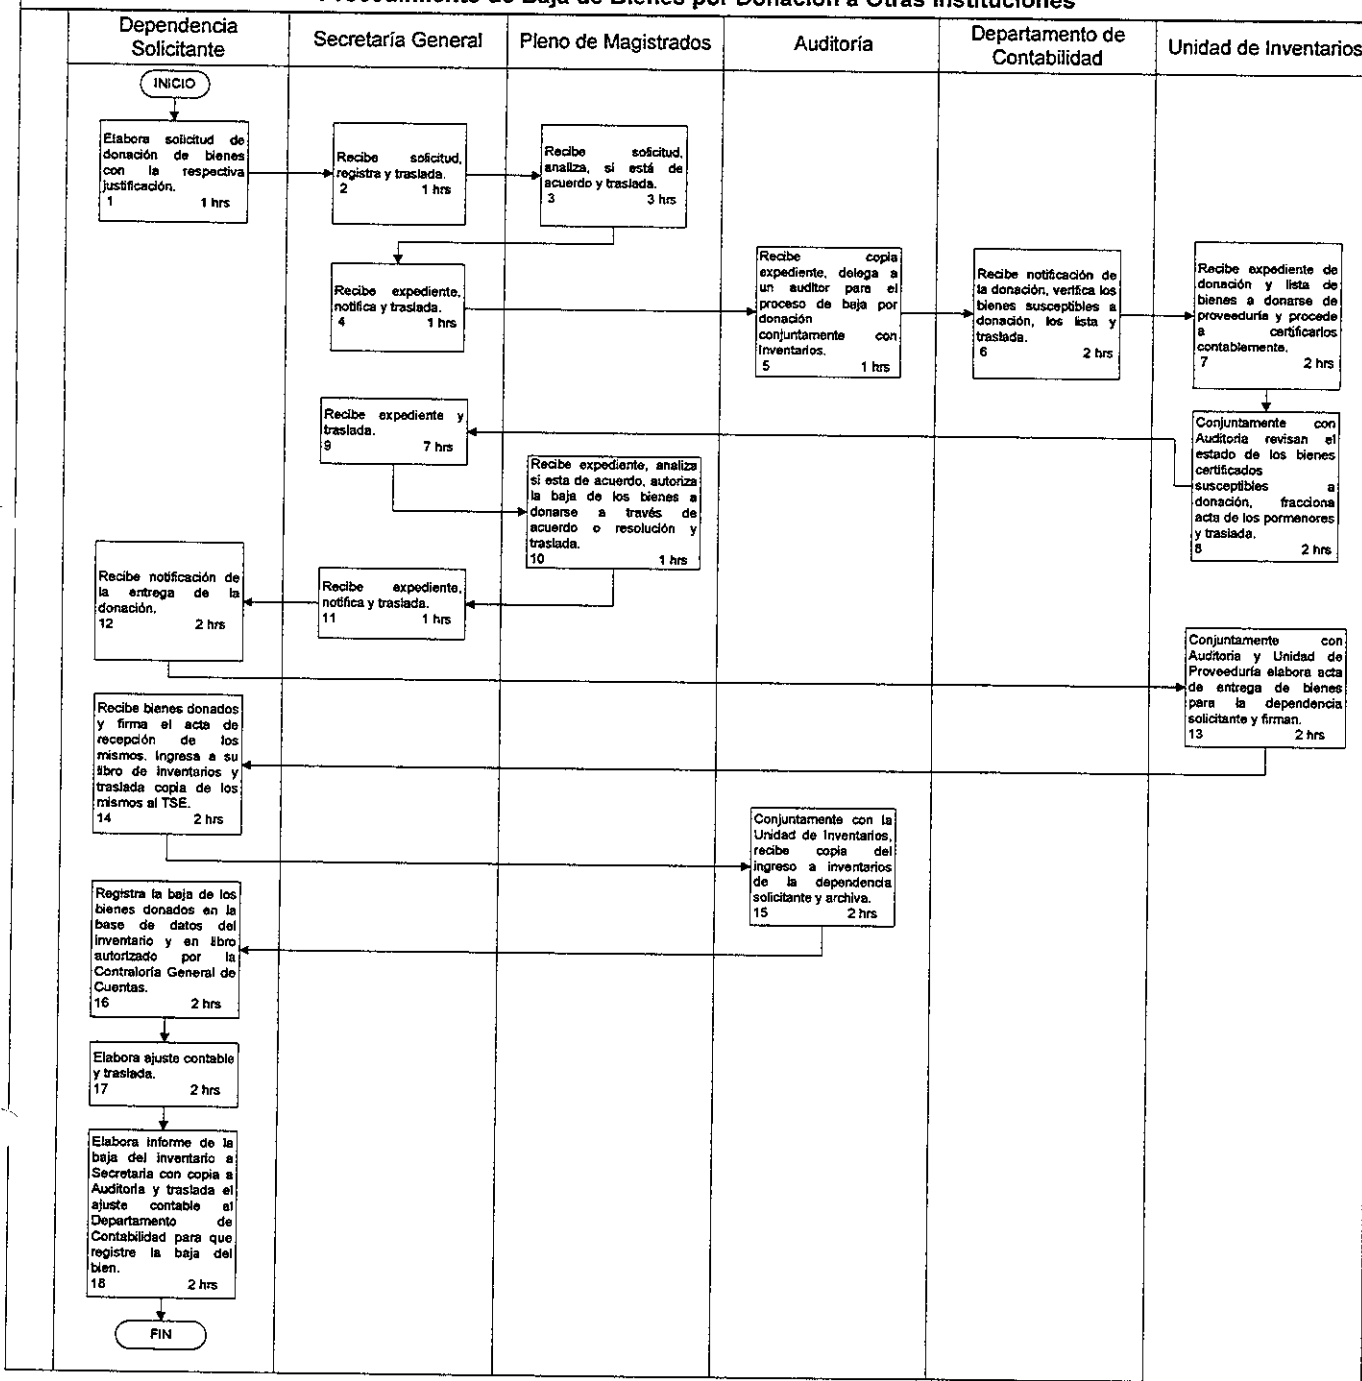 Procedimiento de Baja de Bienes por Donación a Otras Instituciones
Dependencia
Solicitante
Secretaría General
Pleno de Magistrados
Auditoría
Departamento de
Contabilidad
Unidad de Inventarios
INICIO
Elabora solicitud de
donación de bienes
con la respectiva
justificación.
1 1 hrs
Recibe solicitud,
registra y traslada.
2 1 hrs
Recibe solicitud,
analiza, si está de
acuerdo y traslada.
3 3 hrs
Recibe expediente,
notifica y traslada.
4 1 hrs
Recibe copia
expediente, delega a
un auditor para el
proceso de baja por
donación
conjuntamente con
Inventarios.
5 1 hrs
Recibe notificación de
la donación, verifica los
bienes susceptibles a
donación, los lista y
traslada.
6 2 hrs
Recibe expediente de
donación y lista de
bienes a donarse de
proveeduría y procede
a certificarlos
contablemente.
7 2 hrs
Conjuntamente con
Auditoria revisan el
estado de los bienes
certificados
susceptibles a
donación, fracciona
acta de los pormenores
y traslada.
8 2 hrs
Recibe expediente y
traslada.
9 7 hrs
Recibe expediente, analiza
si esta de acuerdo, autoriza
la baja de los bienes a
donarse a través de
acuerdo o resolución y
traslada.
10 1 hrs
Recibe expediente,
notifica y traslada.
11 1 hrs
Recibe notificación de
la entrega de la
donación.
12 2 hrs
Conjuntamente con
Auditoria y Unidad de
Proveeduría elabora acta
de entrega de bienes
para la dependencia
solicitante y firman.
13 2 hrs
Recibe bienes donados
y firma el acta de
recepción de los
mismos. Ingresa a su
libro de inventarios y
traslada copia de los
mismos al TSE.
14 2 hrs
Conjuntamente con la
Unidad de Inventarios,
recibe copia del
ingreso a inventarios
de la dependencia
solicitante y archiva.
15 2 hrs
Registra la baja de los
bienes donados en la
base de datos del
inventario y en libro
autorizado por la
Contraloría General de
Cuentas.
16 2 hrs
Elabora ajuste contable
y traslada.
17 2 hrs
Elabora informe de la
baja del inventario a
Secretaria con copia a
Auditoria y traslada el
ajuste contable al
Departamento de
Contabilidad para que
registre la baja del
bien.
18 2 hrs
FIN